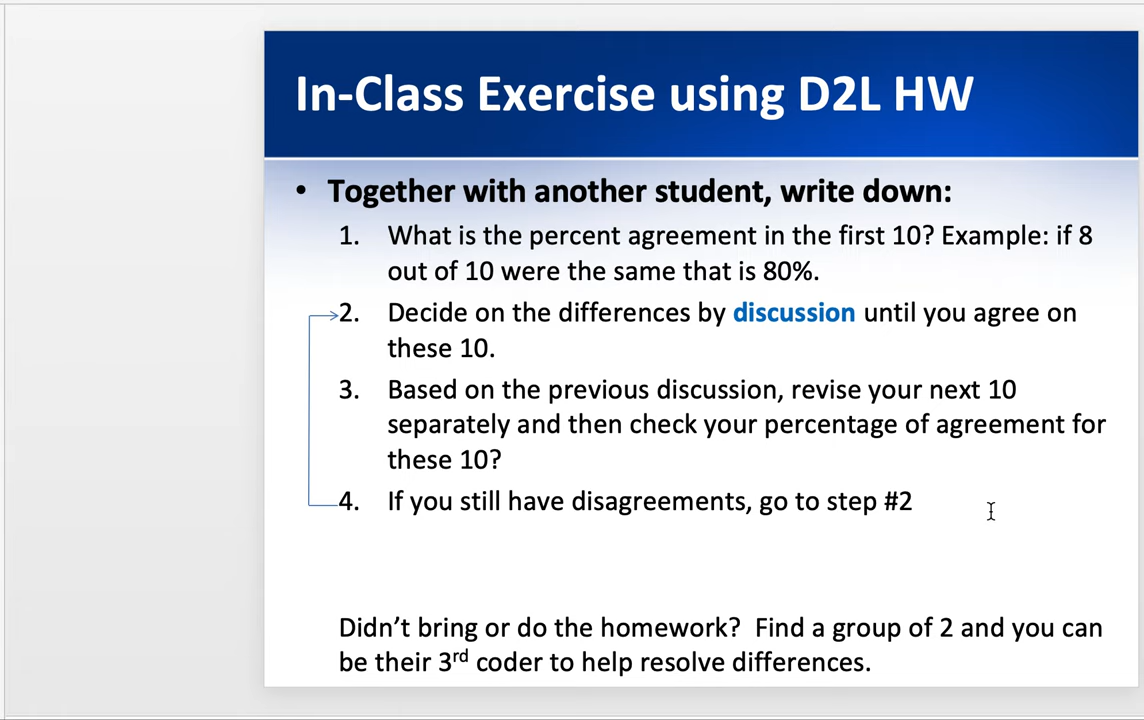 In-Class Exercise using D2L HW
• Together with another student, write down:
1. What is the percent agreement in the first 10? Example: if 8
out of 10 were the same that is 80%.
2. Decide on the differences by discussion until you agree on
these 10.
3. Based on the previous discussion, revise your next 10
separately and then check your percentage of agreement for
these 10?
4. If you still have disagreements, go to step #2
Didn’t bring or do the homework?  Find a group of 2 and you can
be their 3rd coder to help resolve differences.